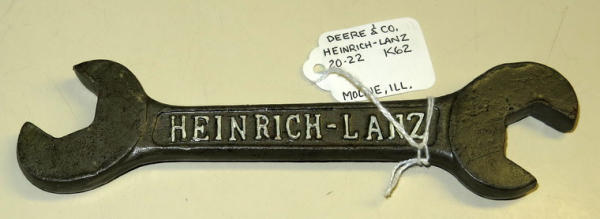 DEERE & CO.
HEINRICH-LANZ
20-22 K62
MOLINE, ILL.
HEINRICH-LANZ